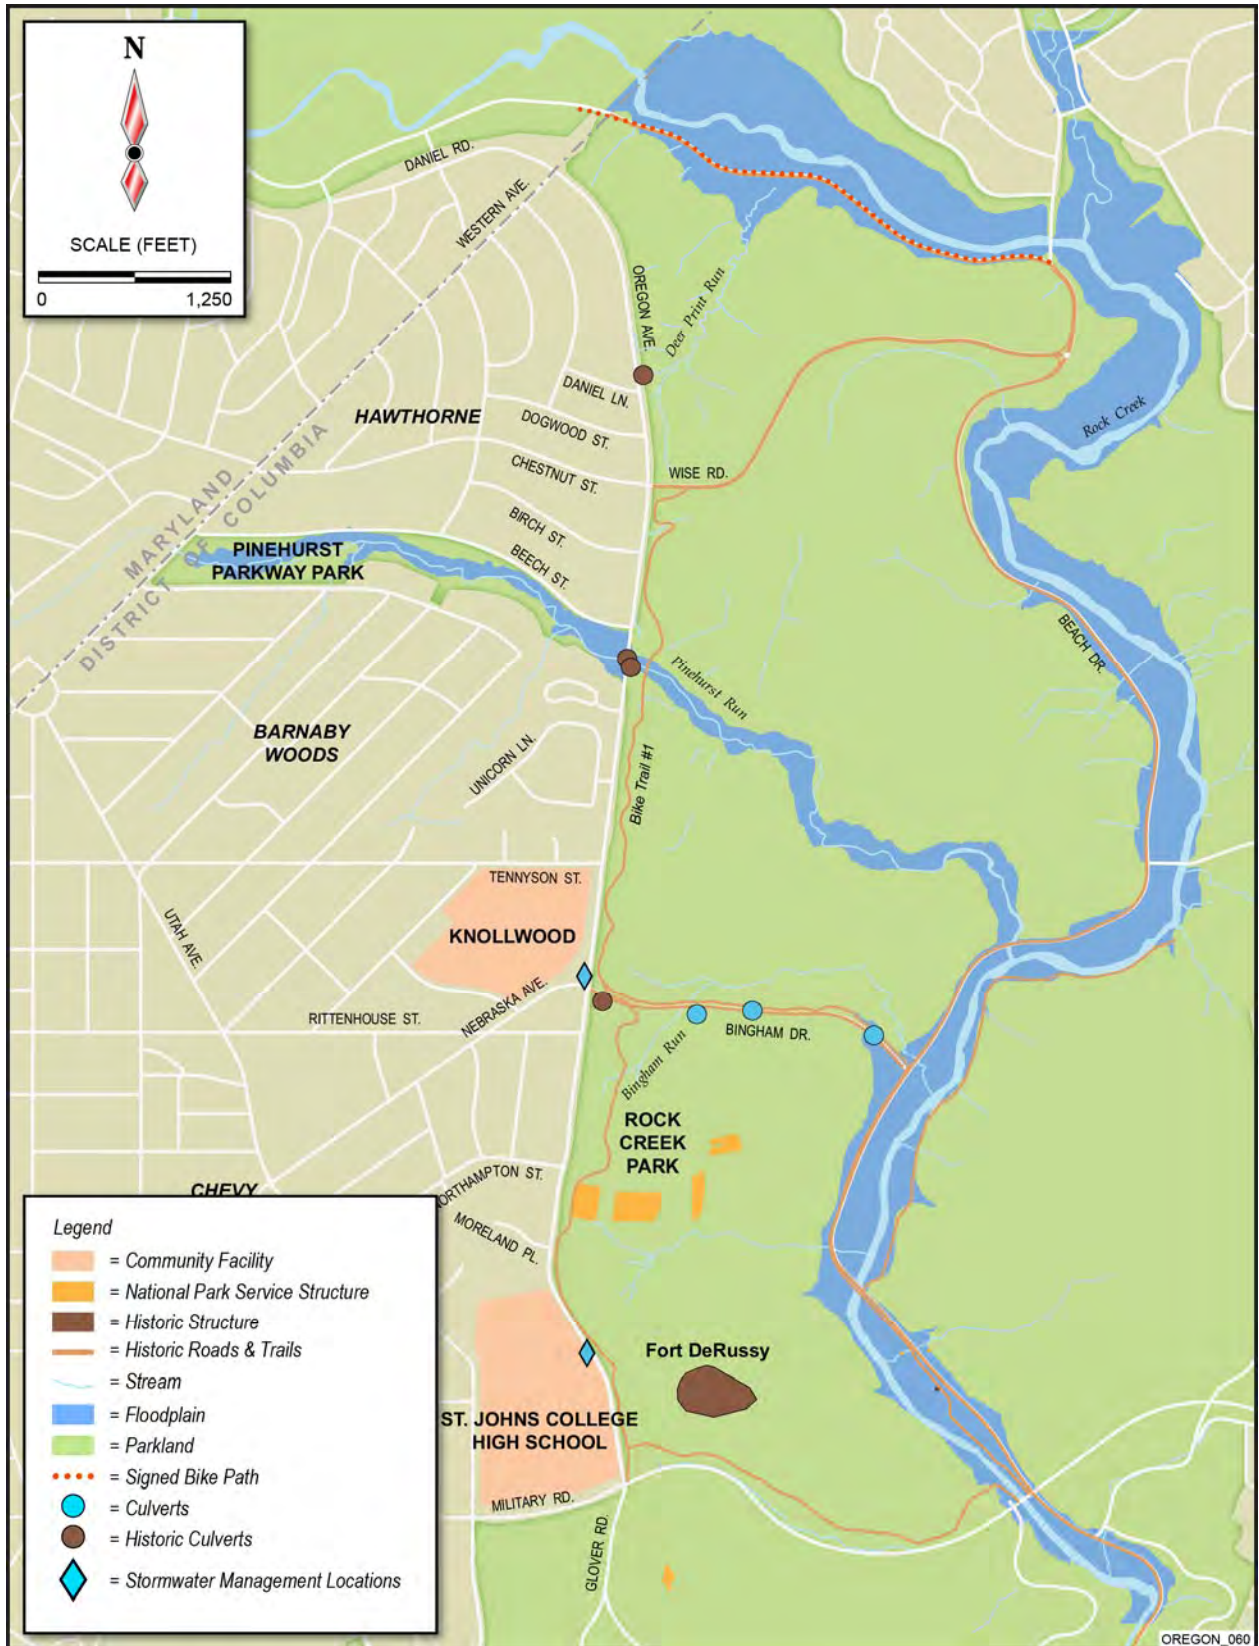 N
SCALE (FEET)
0 1,250
DANIEL RD.
WESTERN AVE.
OREGON AVE.
Deer Print Run
DANIEL LN.
HAWTHORNE
DOGWOOD ST.
Rock Creek
CHESTNUT ST.
WISE RD.
MARYLAND
DISTRICT OF COLUMBIA
BIRCH ST.
BEECH ST.
PINEHURST
PARKWAY PARK
BEACH DR.
Pinehurst Run
BARNABY
WOODS
UNICORN LN.
Bike Trail #1
TENNYSON ST.
UTAH AVE.
KNOLLWOOD
NEBRASKA AVE.
RITTENHOUSE ST.
BINGHAM DR.
Bingham Run
ROCK
CREEK
PARK
CHEVY
NORTHAMPTON ST.
MORELAND PL.
Fort DeRussy
ST. JOHNS COLLEGE
HIGH SCHOOL
MILITARY RD.
GLOVER RD.
Legend
= Community Facility
= National Park Service Structure
= Historic Structure
= Historic Roads & Trails
= Stream
= Floodplain
= Parkland
= Signed Bike Path
= Culverts
= Historic Culverts
= Stormwater Management Locations
OREGON_060